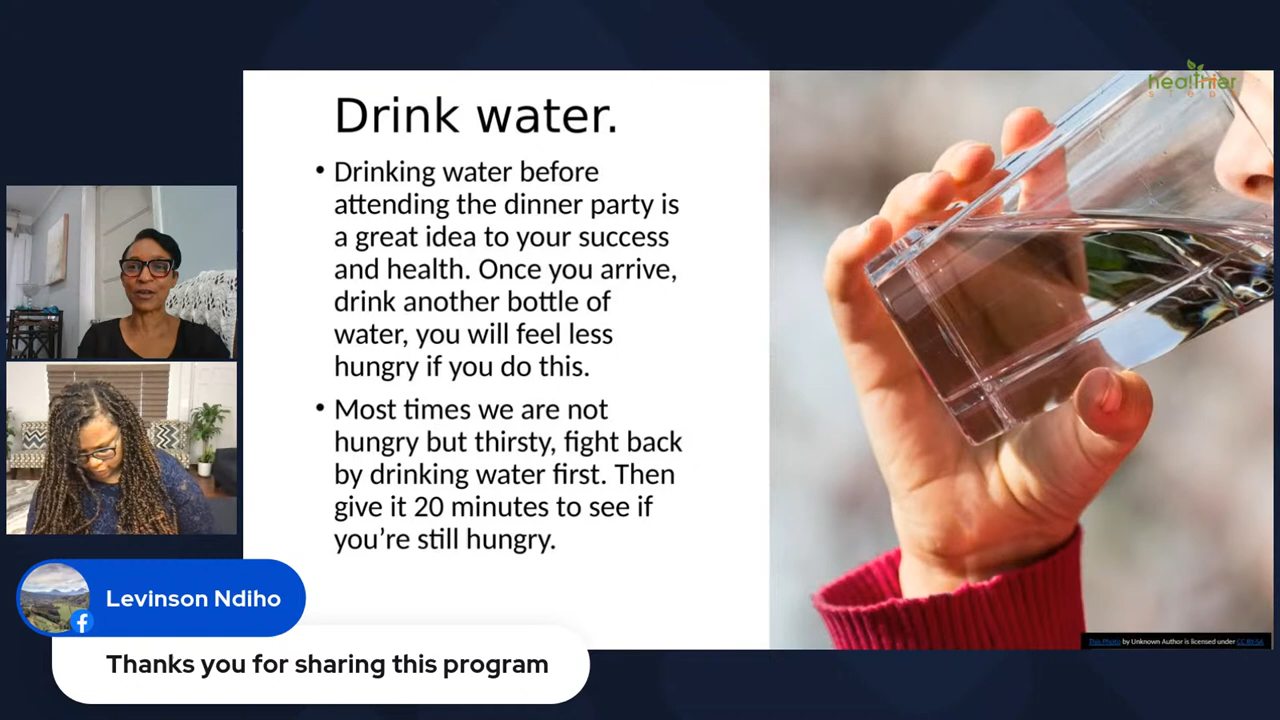 healthier
steps
Drink water.
• Drinking water before
attending the dinner party is
a great idea to your success
and health. Once you arrive,
drink another bottle of
water, you will feel less
hungry if you do this.
• Most times we are not
hungry but thirsty, fight back
by drinking water first. Then
give it 20 minutes to see if
you’re still hungry.
This Photo by Unknown Author is licensed under CC BY-SA
Levinson Ndiho
Thanks you for sharing this program